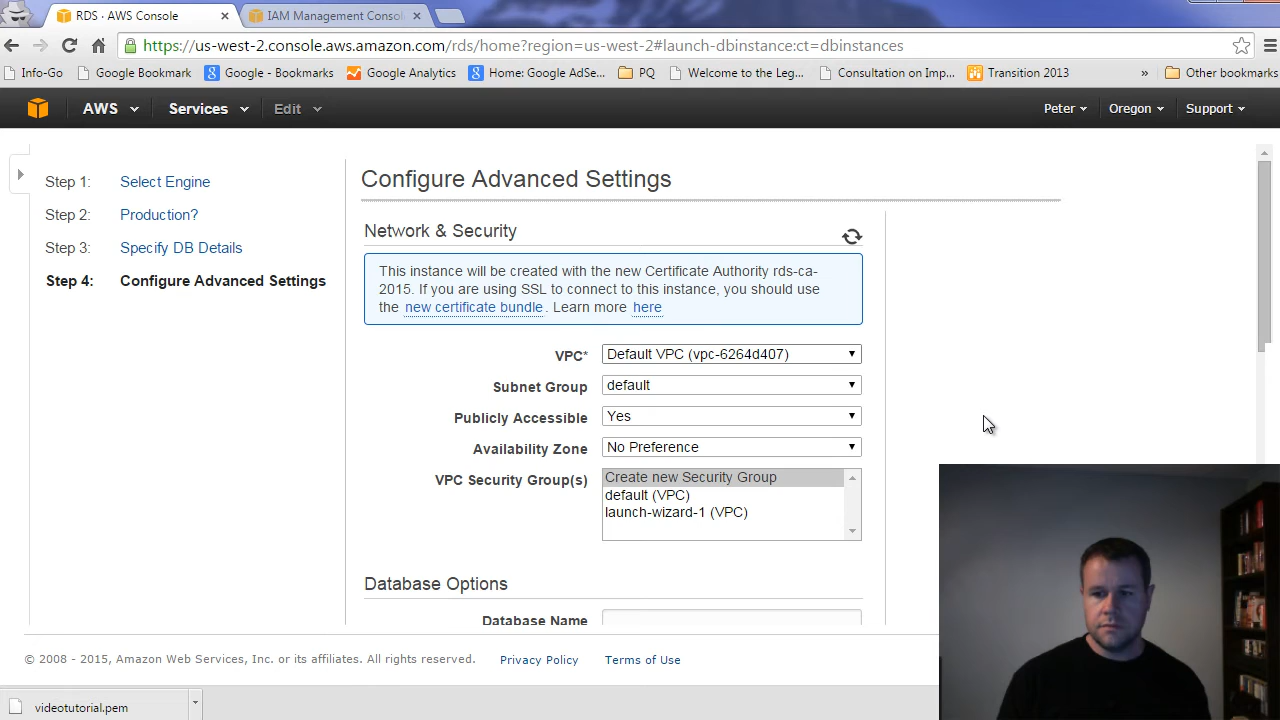 RDS · AWS Console
IAM Management Consol
https://us-west-2.console.aws.amazon.com/rds/home?region=us-west-2#launch-dbinstance:ct=dbinstances
Info-Go
Google Bookmark
Google Bookmarks
Google Analytics
Home: Google AdSe...
PQ
Welcome to the Leg...
Consultation on Imp...
Transition 2013
»
Other bookmarks
AWS
Services
Edit
Peter
Oregon
Support
Step 1: Select Engine
Step 2: Production?
Step 3: Specify DB Details
Step 4: Configure Advanced Settings
Configure Advanced Settings
Network & Security
This instance will be created with the new Certificate Authority rds-ca-
2015. If you are using SSL to connect to this instance, you should use
the new certificate bundle. Learn more here
VPC* Default VPC (vpc-6264d407)
Subnet Group default
Publicly Accessible Yes
Availability Zone No Preference
VPC Security Group(s) Create new Security Group
default (VPC)
launch-wizard-1 (VPC)
Database Options
Database Name
© 2008 - 2015, Amazon Web Services, Inc. or its affiliates. All rights reserved. Privacy Policy Terms of Use
videotutorial.pem